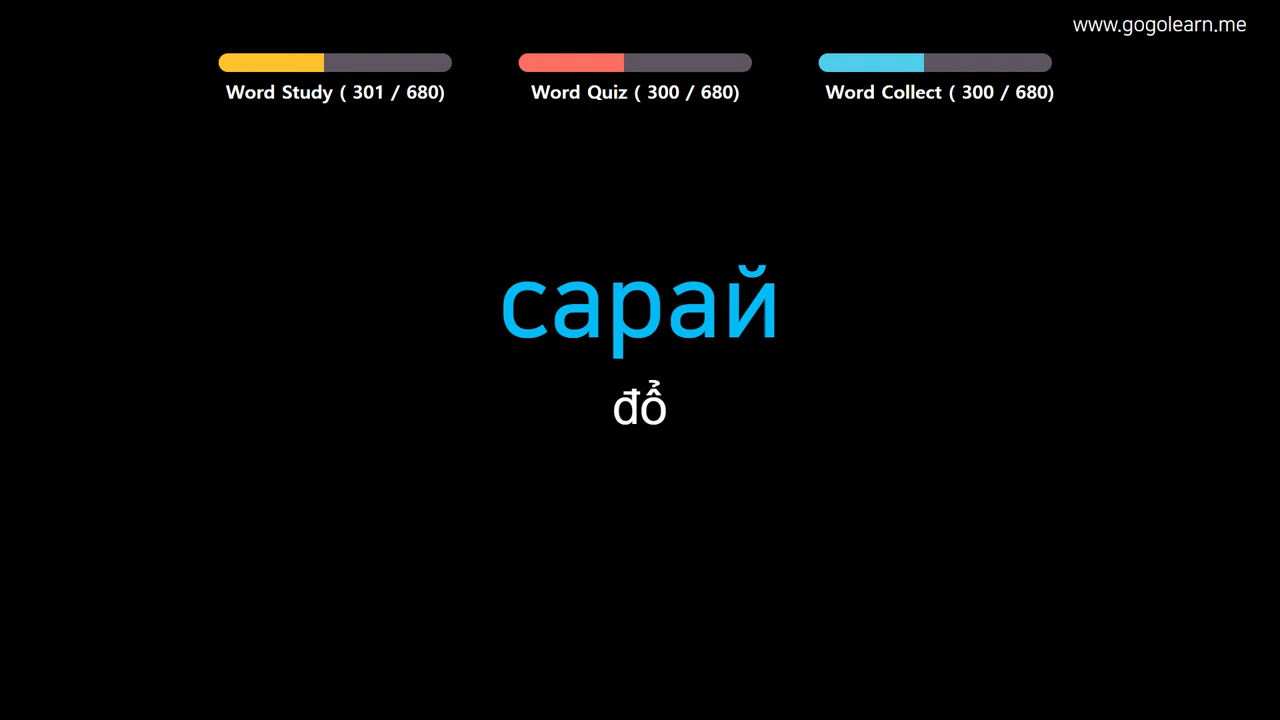 www.gogolearn.me
Word Study ( 301 / 680)
Word Quiz ( 300 / 680)
Word Collect ( 300 / 680)
сарай
đổ